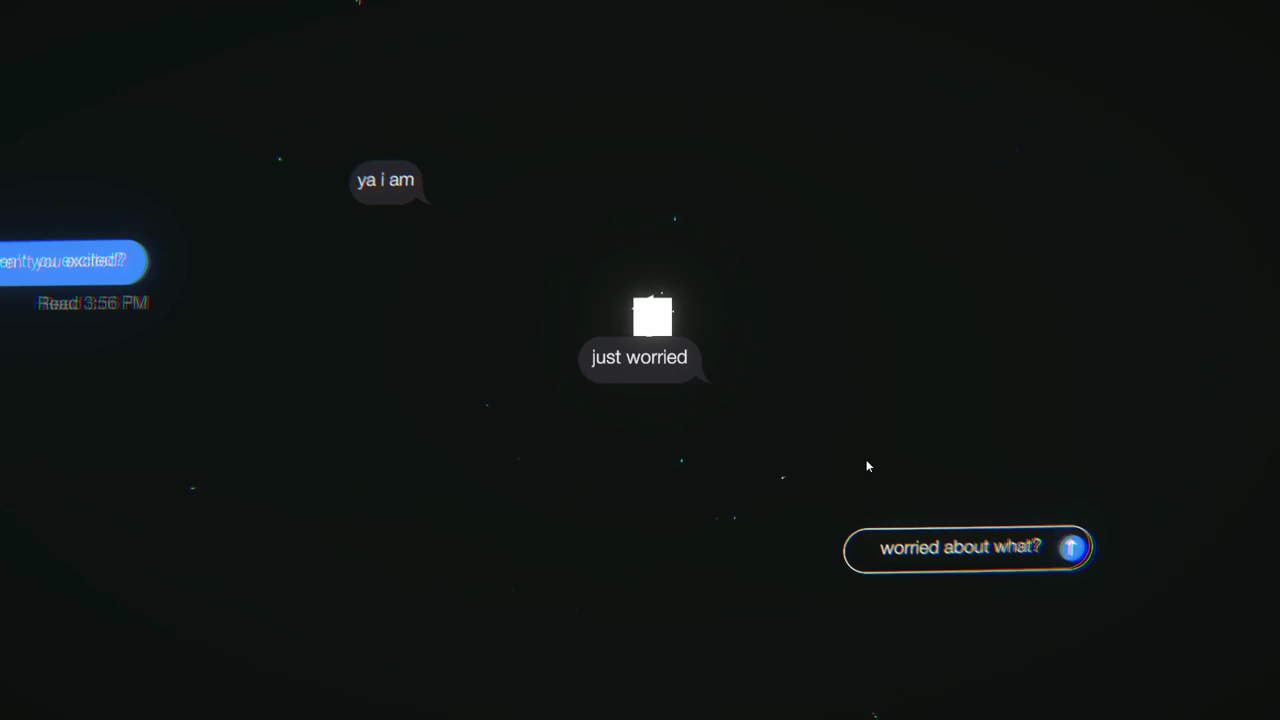 ya i am
you excited!?
Read 3:56 PM
just worried
worried about what?